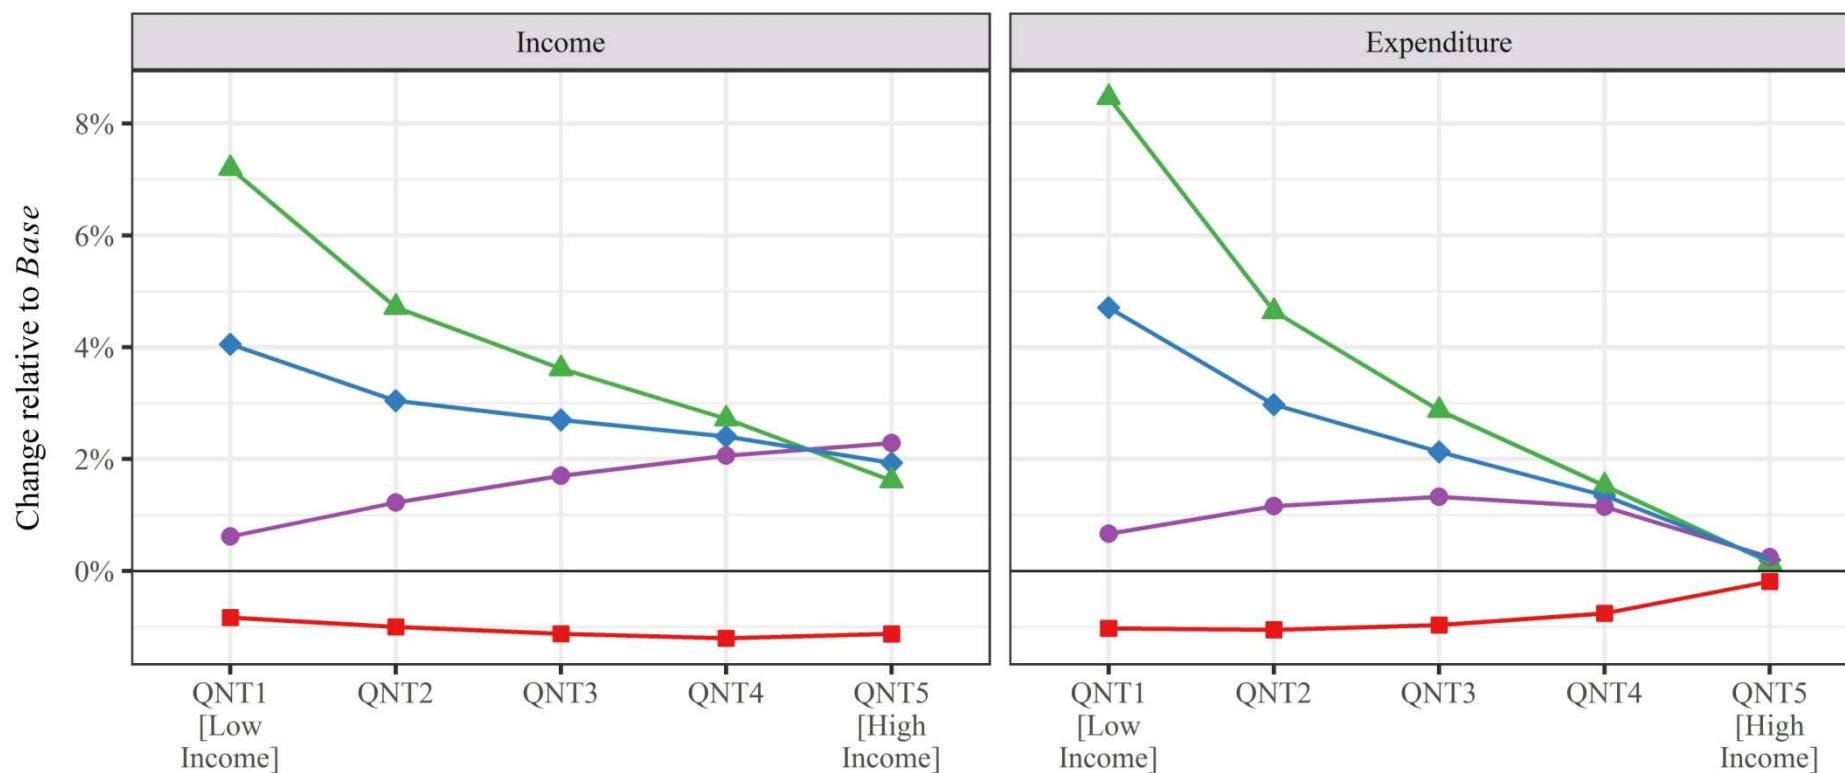 Income
Expenditure
Change relative to Base
8%
6%
4%
2%
0%
QNT1
[Low
Income]
QNT2
QNT3
QNT4
QNT5
[High
Income]
QNT1
[Low
Income]
QNT2
QNT3
QNT4
QNT5
[High
Income]